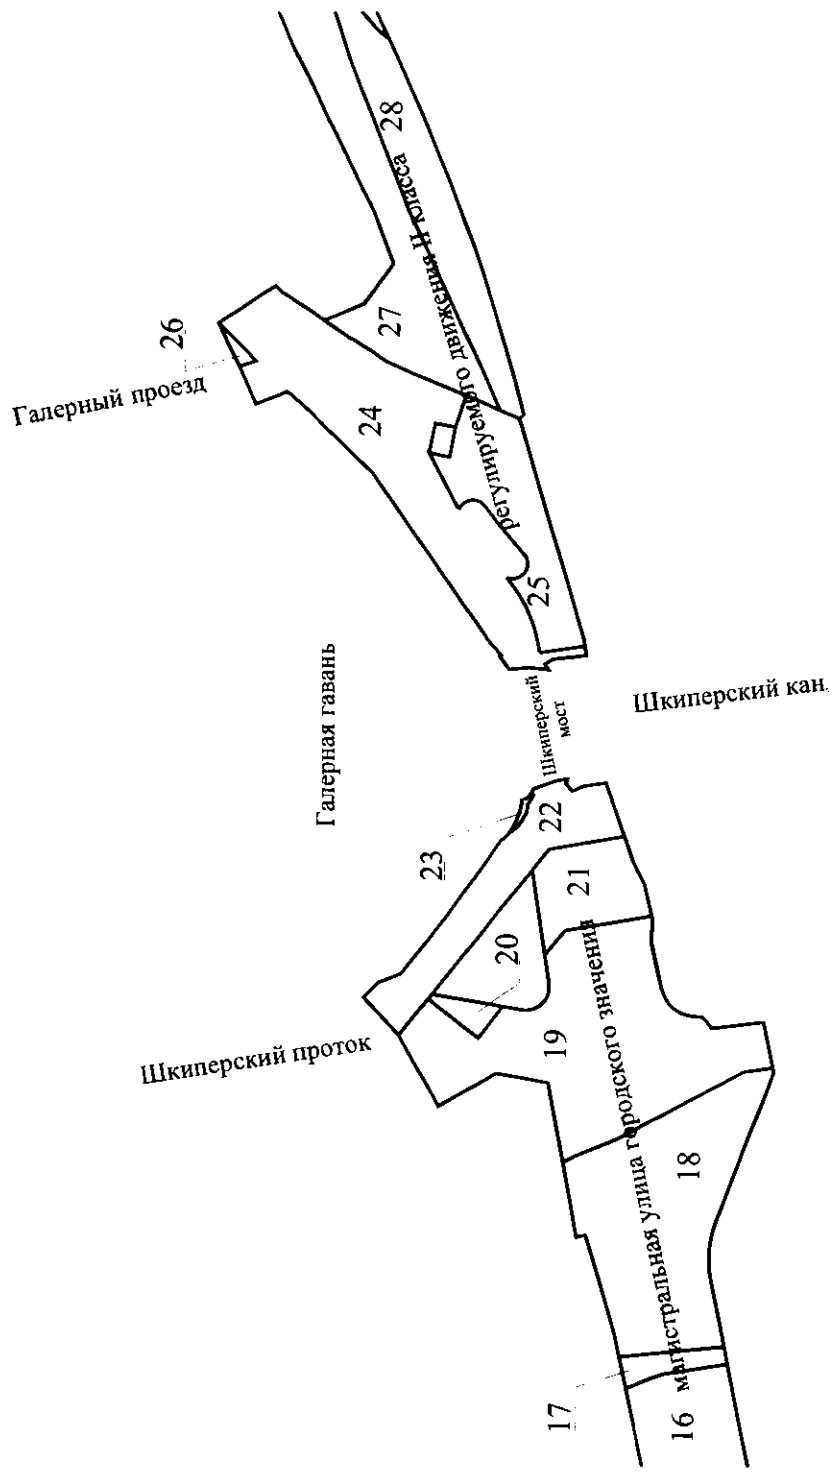 28
26
27
Галерный проезд
24
25
Галерная гавань
Шкиперский
мост
Шкиперский кан
23
22
21
20
19
Шкиперский проток
18
17
16
магистральная улица городского значения
регулируемого движения II класса